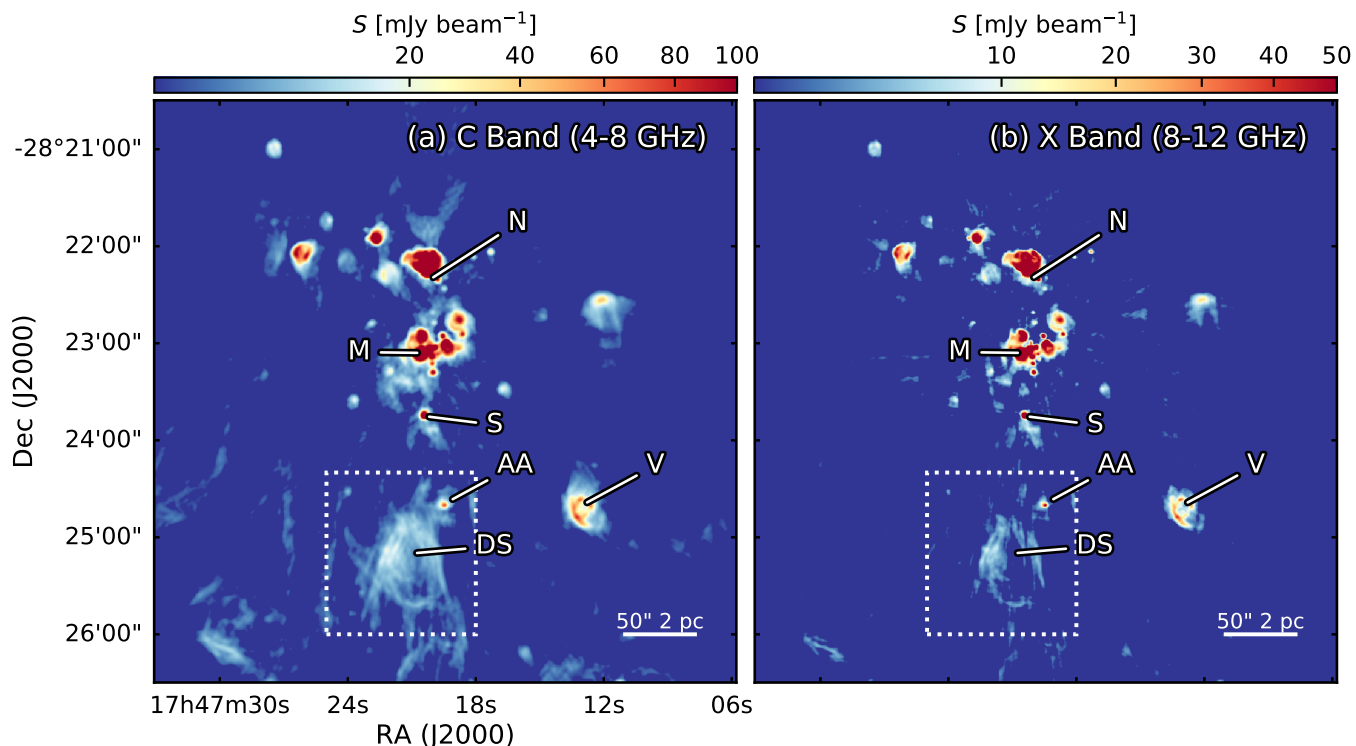 S [mJy beam⁻¹]
20 40 60 80 100
S [mJy beam⁻¹]
10 20 30 40 50
(a) C Band (4-8 GHz)
(b) X Band (8-12 GHz)
-28°21'00"
22'00"
23'00"
24'00"
25'00"
26'00"
Dec (J2000)
N
M
S
AA
V
DS
50" 2 pc
N
M
S
AA
V
DS
50" 2 pc
17h47m30s 24s 18s 12s 06s
RA (J2000)